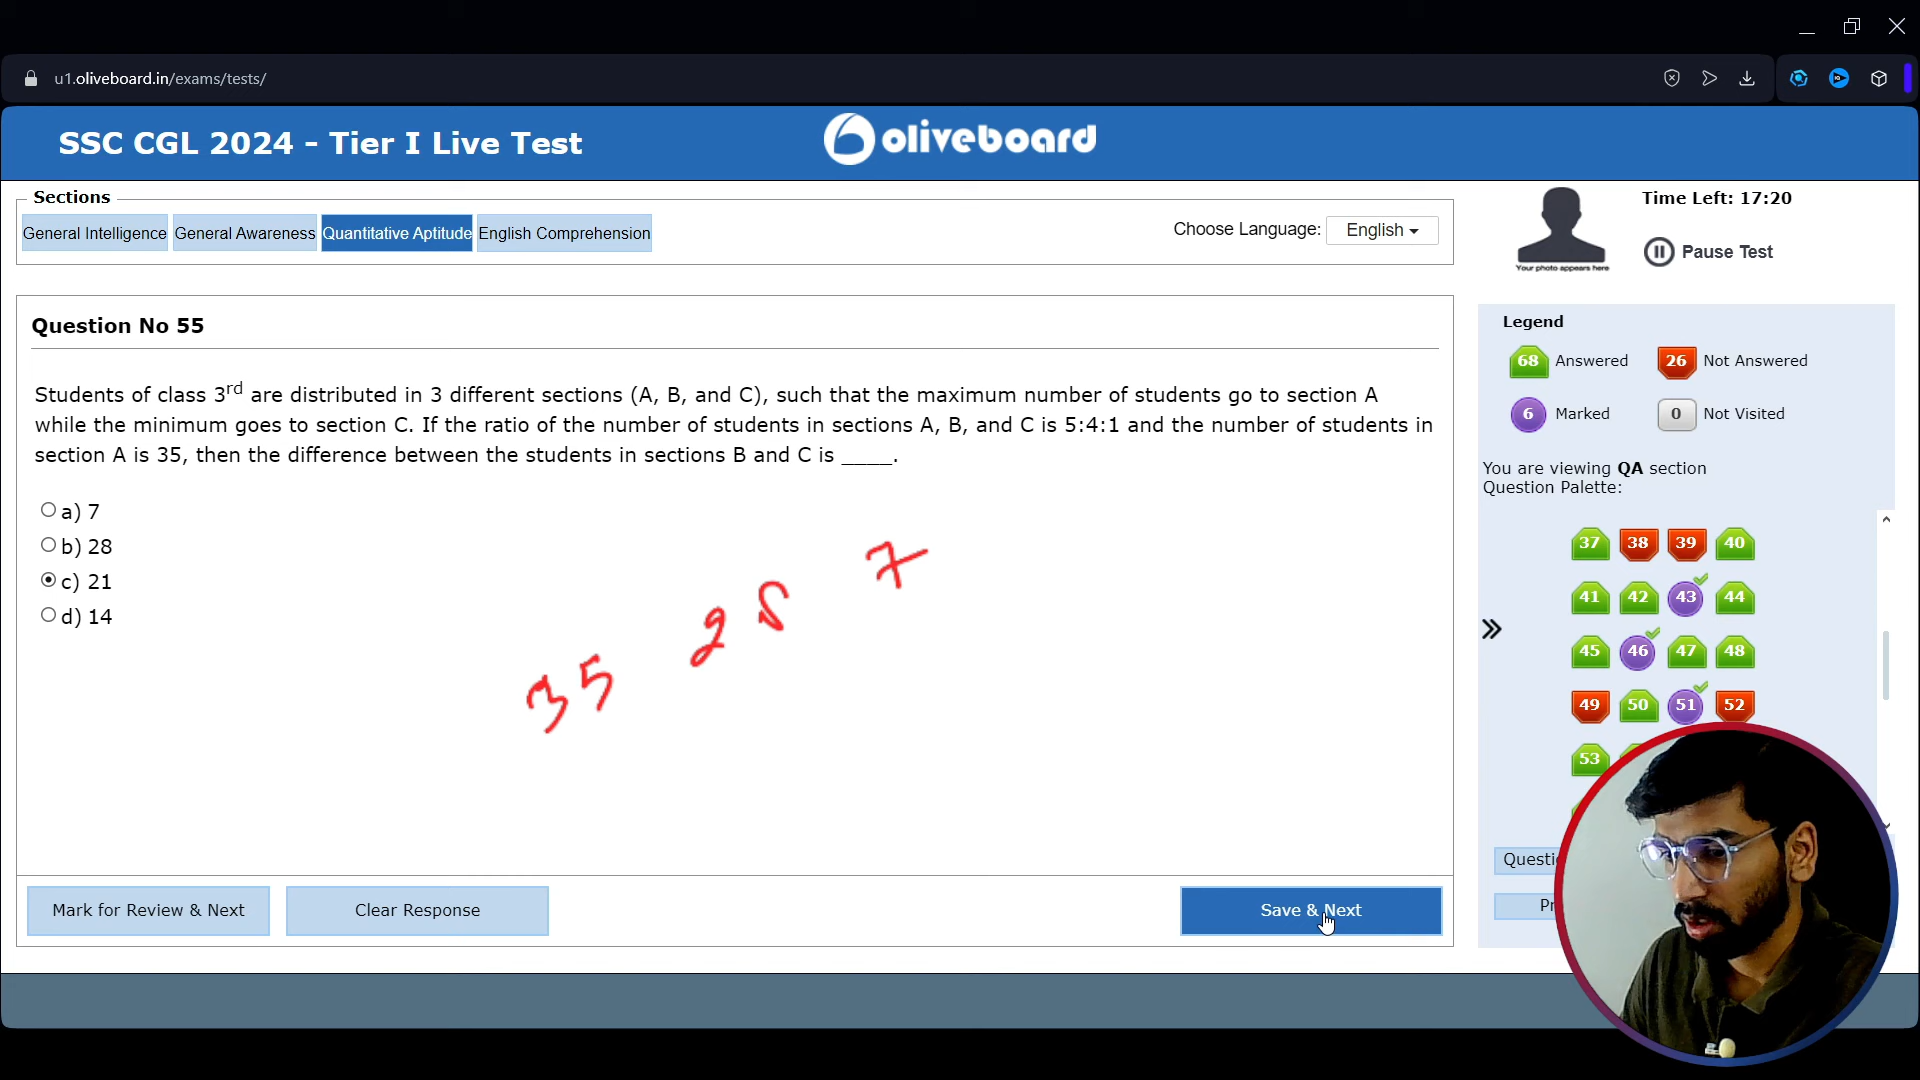 u1.oliveboard.in/exams/tests/
SSC CGL 2024 - Tier I Live Test
oliveboard
Sections
General Intelligence
General Awareness
Quantitative Aptitude
English Comprehension
Choose Language:
English
Your photo appears here
Time Left: 17:20
Pause Test
Question No 55
Students of class 3rd are distributed in 3 different sections (A, B, and C), such that the maximum number of students go to section A
while the minimum goes to section C. If the ratio of the number of students in sections A, B, and C is 5:4:1 and the number of students in
section A is 35, then the difference between the students in sections B and C is ____.
a) 7
b) 28
c) 21
d) 14
35 28 7
Mark for Review & Next
Clear Response
Save & Next
Legend
68 Answered
26 Not Answered
6 Marked
0 Not Visited
You are viewing QA section
Question Palette:
37 38 39 40
41 42 43 44
45 46 47 48
49 50 51 52
53